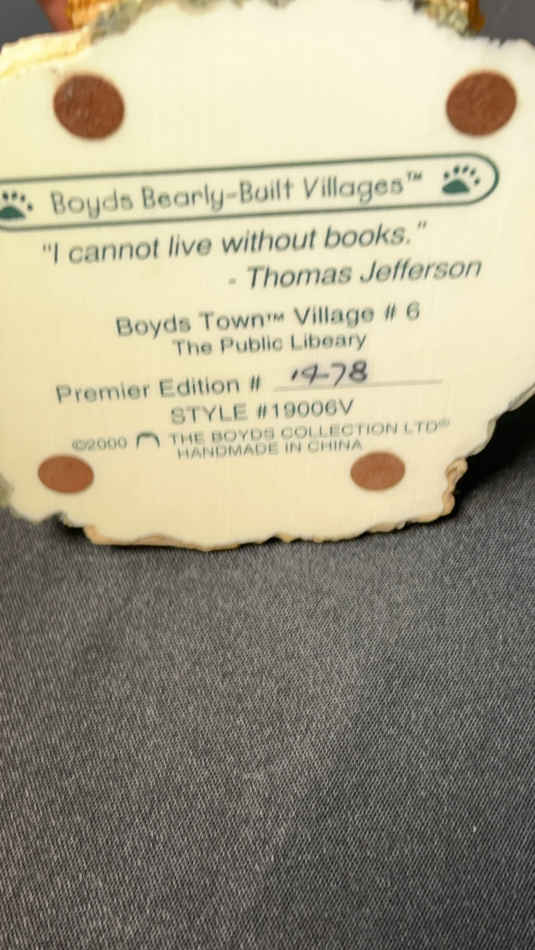 Boyds Bearly-Built Villages™
"I cannot live without books."
- Thomas Jefferson
Boyds Town™ Village # 6
The Public Libeary
Premier Edition #
STYLE #19006V
©2000 THE BOYDS COLLECTION LTD®
HANDMADE IN CHINA